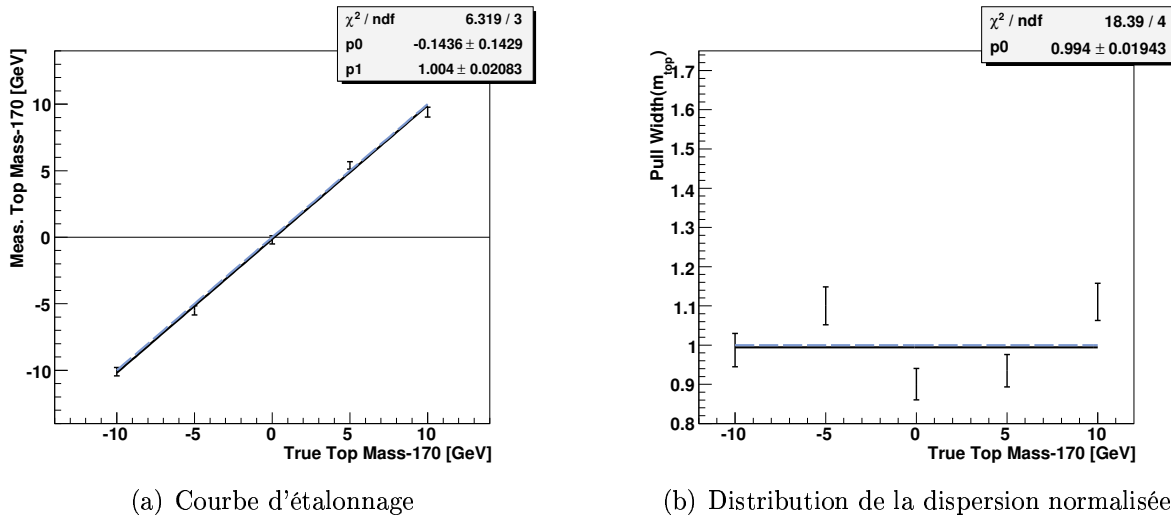 χ² / ndf 6.319 / 3
p0 -0.1436 ± 0.1429
p1 1.004 ± 0.02083
Meas. Top Mass-170 [GeV]
10
5
0
-5
-10
-10 -5 0 5 10
True Top Mass-170 [GeV]
(a) Courbe d'étalonnage
χ² / ndf 18.39 / 4
p0 0.994 ± 0.01943
Pull Width(m_top)
1.7
1.6
1.5
1.4
1.3
1.2
1.1
1
0.9
0.8
-10 -5 0 5 10
True Top Mass-170 [GeV]
(b) Distribution de la dispersion normalisée